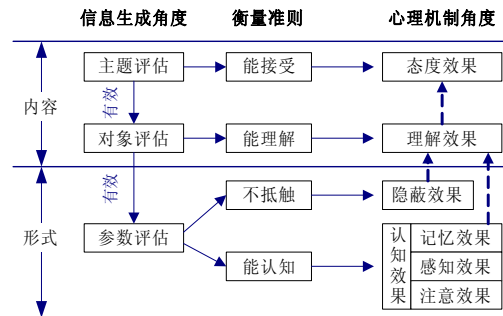 信息生成角度 衡量准则 心理机制角度
主题评估 能接受 态度效果
内容
有效
对象评估 能理解 理解效果
有效
不抵触 隐蔽效果
形式
参数评估
能认知
认知效果
记忆效果
感知效果
注意效果